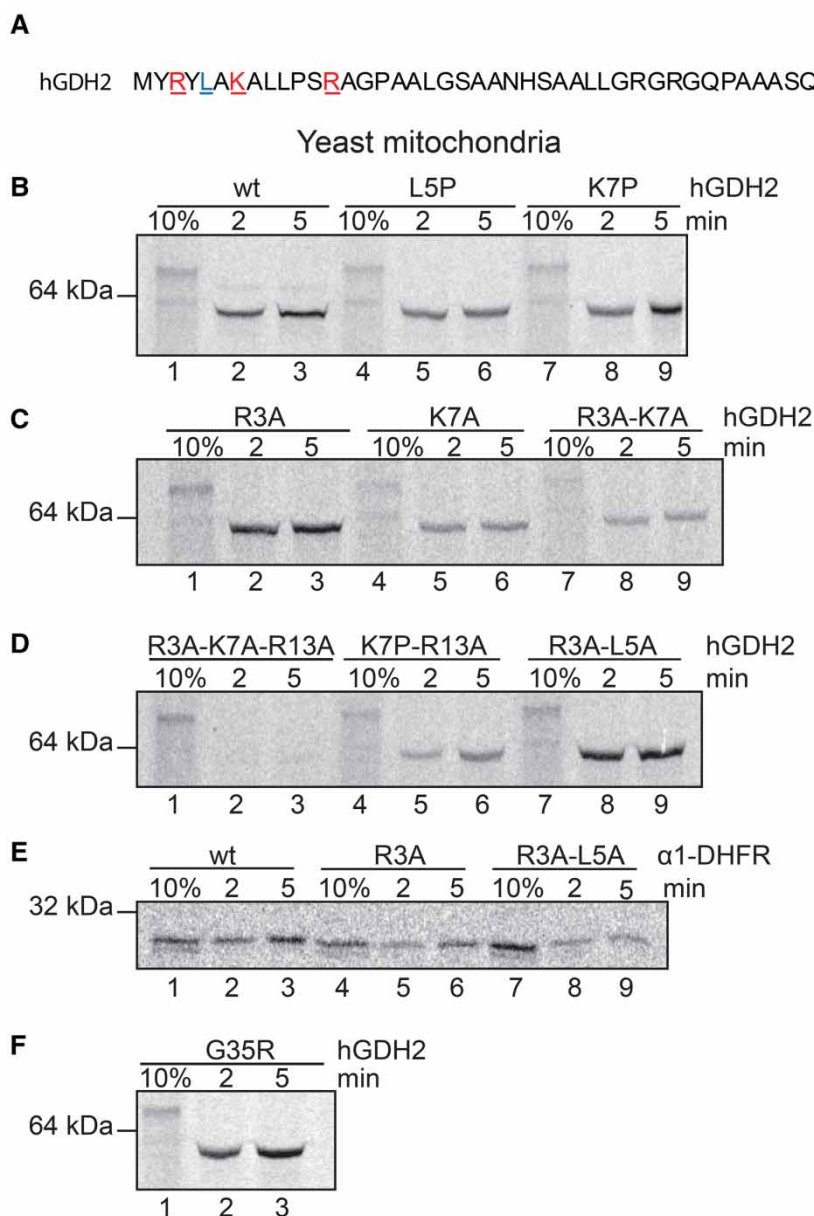 A
hGDH2 MYRYLAKALLPSRAGPAALGSAANHSAALLGRGRGQPAAASQ
Yeast mitochondria
B
wt L5P K7P hGDH2
10% 2 5 10% 2 5 10% 2 5 min
64 kDa
1 2 3 4 5 6 7 8 9
C
R3A K7A R3A-K7A hGDH2
10% 2 5 10% 2 5 10% 2 5 min
64 kDa
1 2 3 4 5 6 7 8 9
D
R3A-K7A-R13A K7P-R13A R3A-L5A hGDH2
10% 2 5 10% 2 5 10% 2 5 min
64 kDa
1 2 3 4 5 6 7 8 9
E
wt R3A R3A-L5A α1-DHFR
10% 2 5 10% 2 5 10% 2 5 min
32 kDa
1 2 3 4 5 6 7 8 9
F
G35R hGDH2
10% 2 5 min
64 kDa
1 2 3